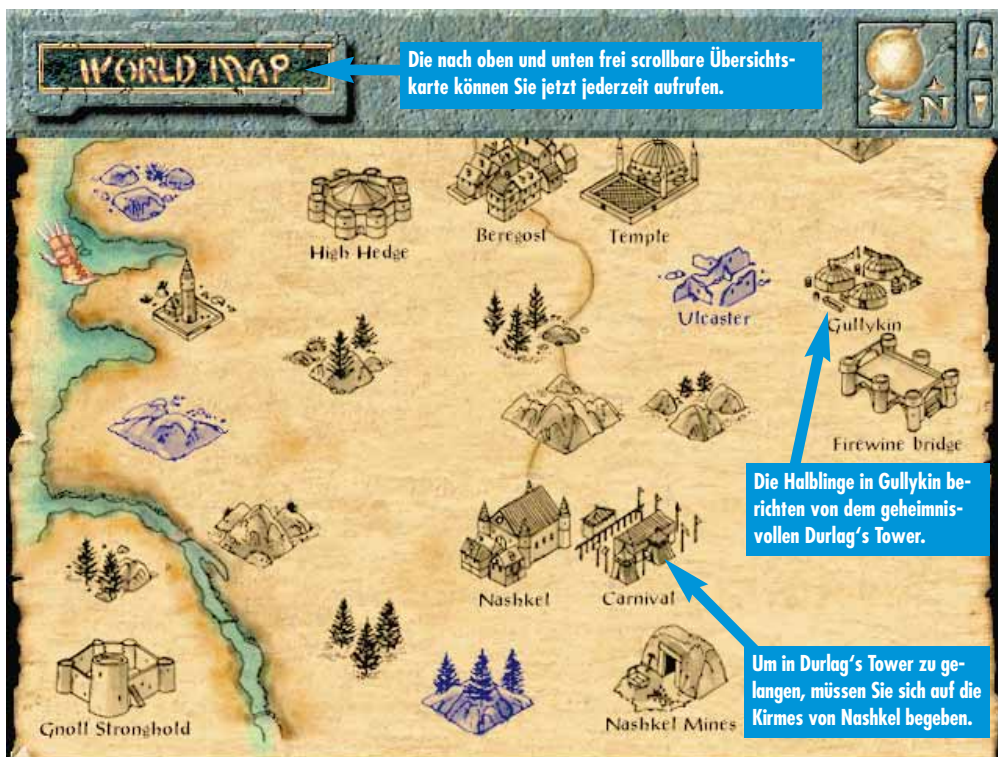 WORLD MAP
Die nach oben und unten frei scrollbare Übersichts-
karte können Sie jetzt jederzeit aufrufen.
N
High Hedge
Beregost
Temple
Ulcaster
Gullykin
Firewine bridge
Die Halblinge in Gullykin be-
richten von dem geheimnis-
vollen Durlag‘s Tower.
Nashkel
Carnival
Um in Durlag‘s Tower zu ge-
langen, müssen Sie sich auf die
Kirmes von Nashkel begeben.
Gnoll Stronghold
Nashkel Mines